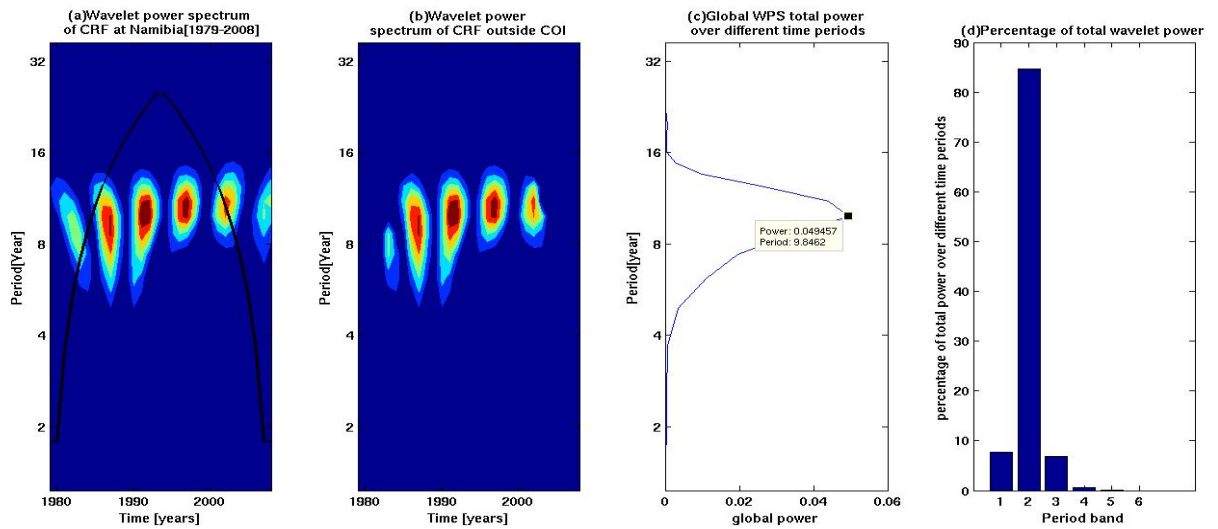 (a)Wavelet power spectrum
of CRF at Namibia[1979-2008]
32
16
8
4
2
Period[Year]
1980
1990
2000
Time [years]
(b)Wavelet power
spectrum of CRF outside COI
32
16
8
4
2
Period[Year]
1980
1990
2000
Time [years]
(c)Global WPS total power
over different time periods
32
16
8
4
2
Period[year]
Power: 0.049457
Period: 9.8462
0
0.02
0.04
0.06
global power
(d)Percentage of total wavelet power
90
80
70
60
50
40
30
20
10
0
percentage of total power over different time periods
1
2
3
4
5
6
Period band